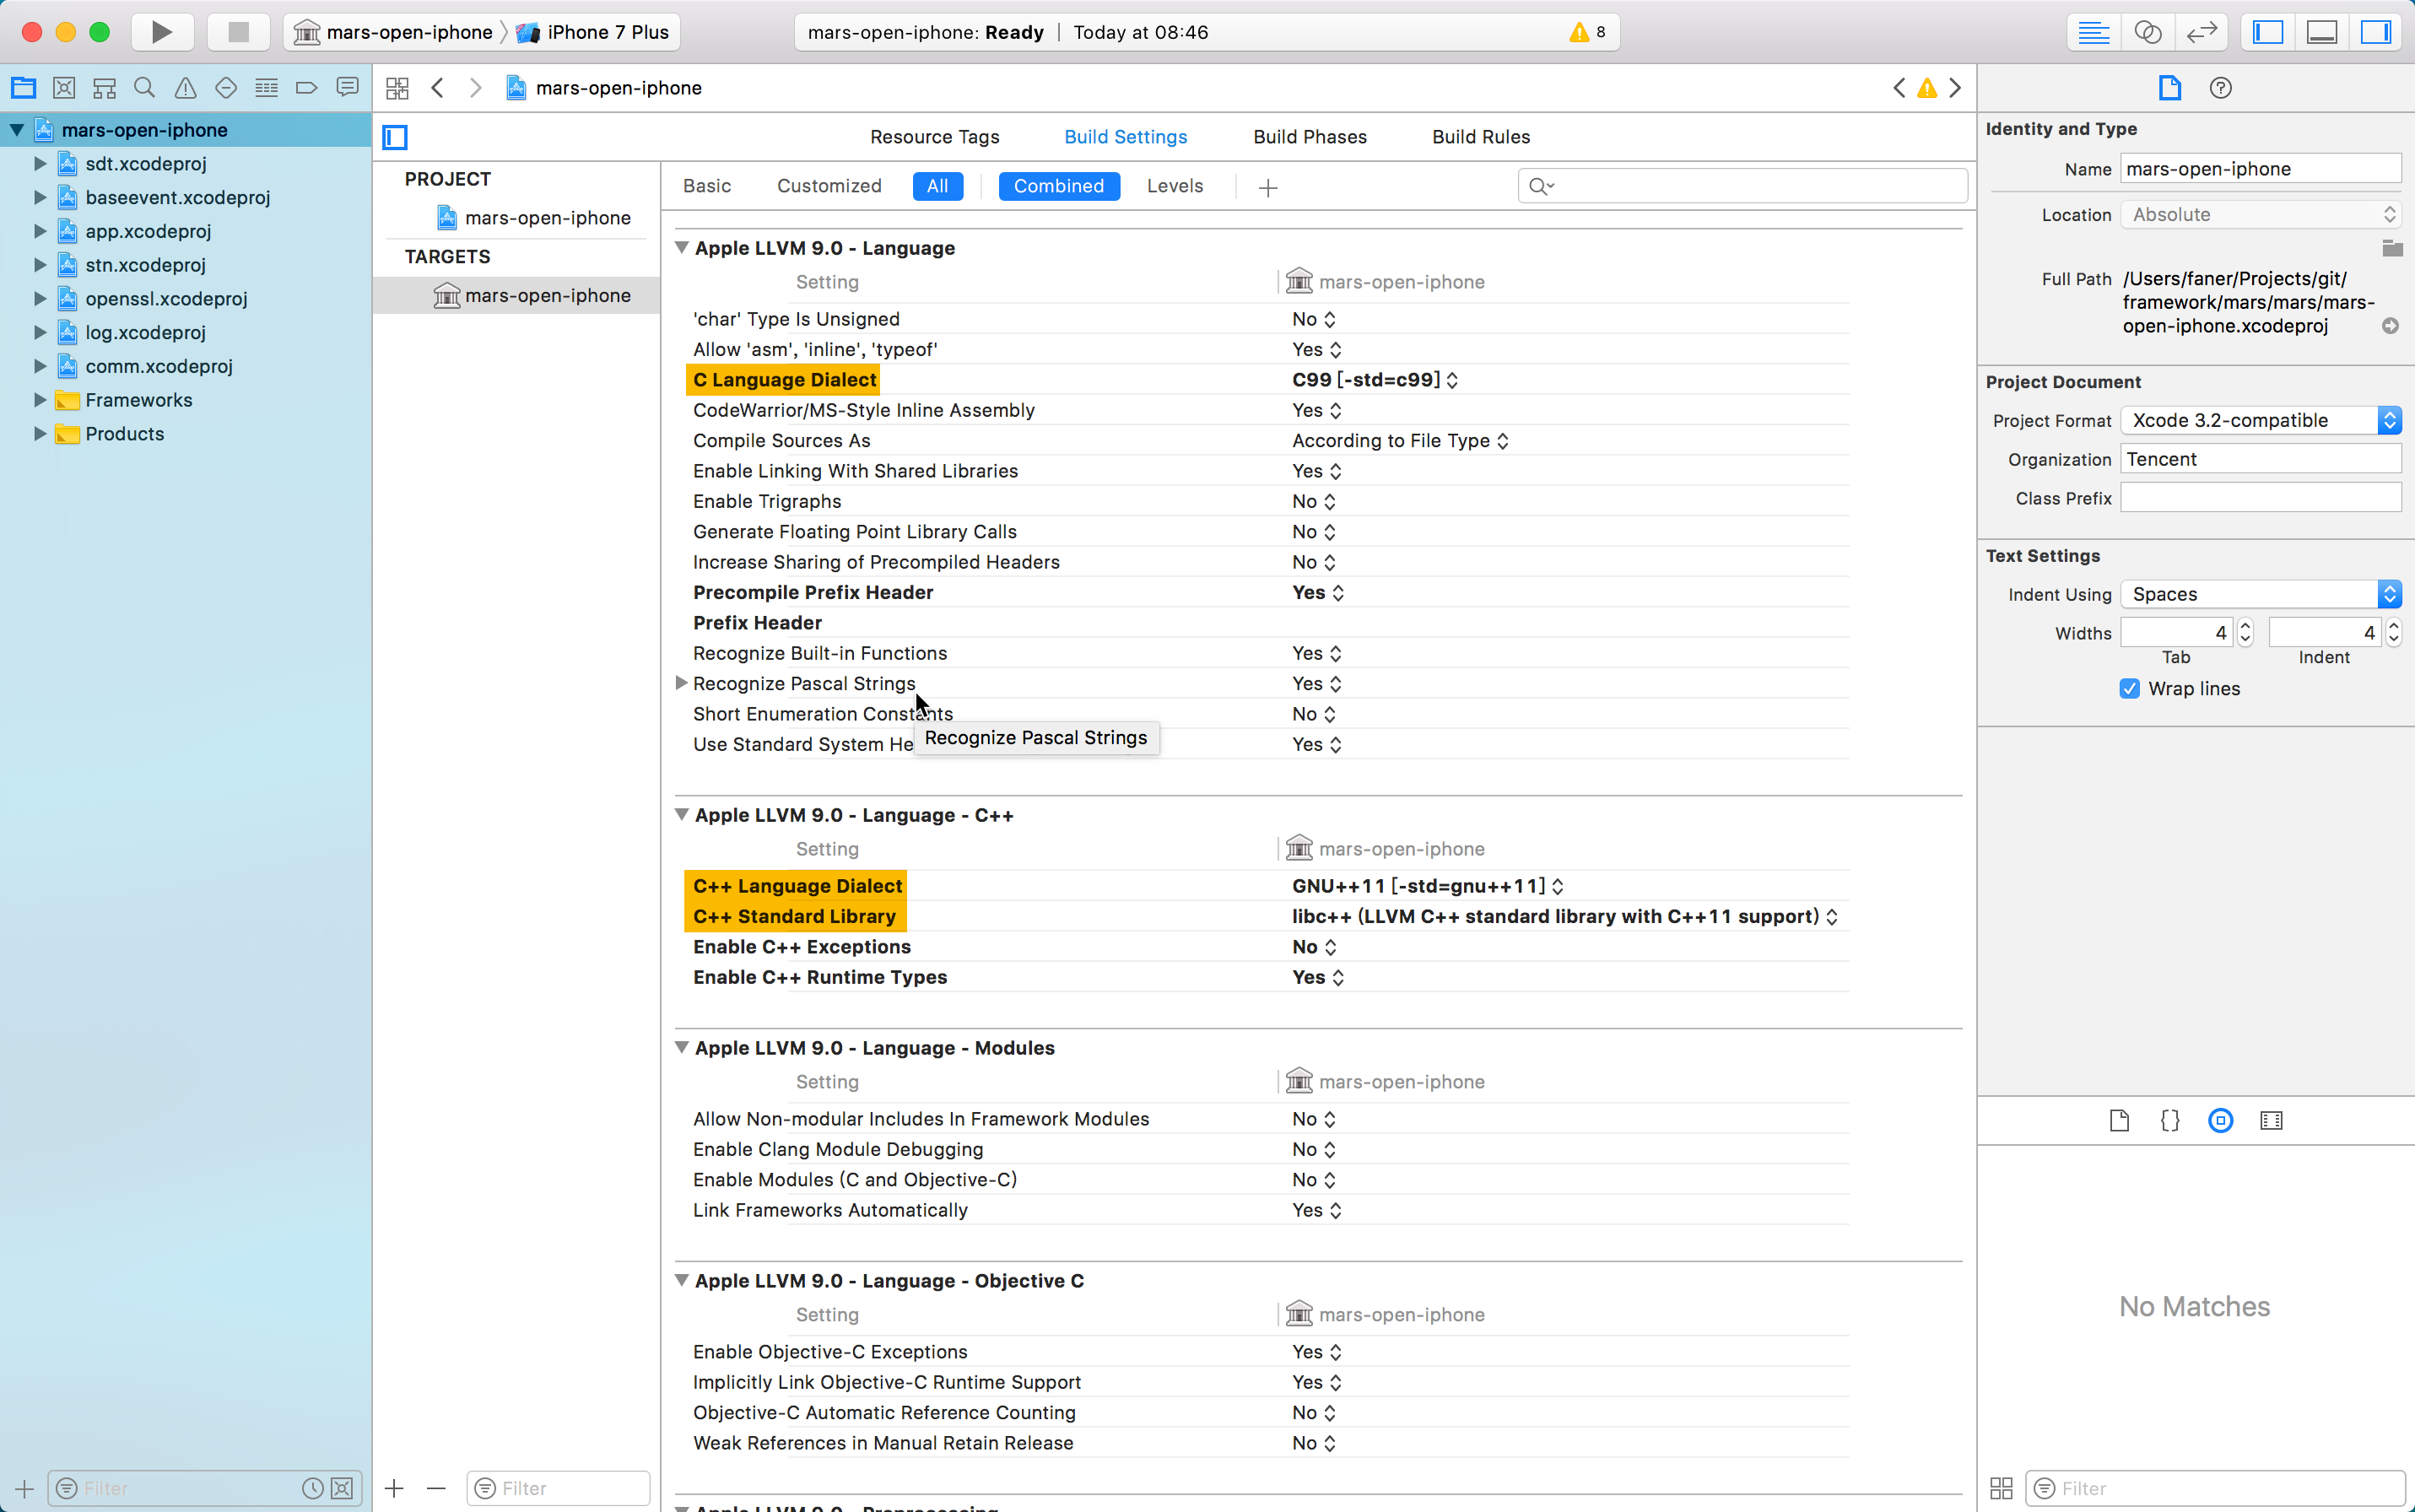 mars-open-iphone
iPhone 7 Plus
mars-open-iphone: Ready
Today at 08:46
8
mars-open-iphone
sdt.xcodeproj
baseevent.xcodeproj
app.xcodeproj
stn.xcodeproj
openssl.xcodeproj
log.xcodeproj
comm.xcodeproj
Frameworks
Products
Filter
mars-open-iphone
Resource Tags Build Settings Build Phases Build Rules
PROJECT
mars-open-iphone
TARGETS
mars-open-iphone
Filter
Basic Customized All Combined Levels
Apple LLVM 9.0 - Language
Setting mars-open-iphone
'char' Type Is Unsigned No
Allow 'asm', 'inline', 'typeof' Yes
C Language Dialect C99 [-std=c99]
CodeWarrior/MS-Style Inline Assembly Yes
Compile Sources As According to File Type
Enable Linking With Shared Libraries Yes
Enable Trigraphs No
Generate Floating Point Library Calls No
Increase Sharing of Precompiled Headers No
Precompile Prefix Header Yes
Prefix Header
Recognize Built-in Functions Yes
Recognize Pascal Strings Yes
Short Enumeration Constants No
Recognize Pascal Strings
Use Standard System He Yes
Apple LLVM 9.0 - Language - C++
Setting mars-open-iphone
C++ Language Dialect GNU++11 [-std=gnu++11]
C++ Standard Library libc++ (LLVM C++ standard library with C++11 support)
Enable C++ Exceptions No
Enable C++ Runtime Types Yes
Apple LLVM 9.0 - Language - Modules
Setting mars-open-iphone
Allow Non-modular Includes In Framework Modules No
Enable Clang Module Debugging No
Enable Modules (C and Objective-C) No
Link Frameworks Automatically Yes
Apple LLVM 9.0 - Language - Objective C
Setting mars-open-iphone
Enable Objective-C Exceptions Yes
Implicitly Link Objective-C Runtime Support Yes
Objective-C Automatic Reference Counting No
Weak References in Manual Retain Release No
Apple LLVM 9.0 - Preprocessing
Identity and Type
Name mars-open-iphone
Location Absolute
Full Path /Users/faner/Projects/git/
framework/mars/mars/mars-
open-iphone.xcodeproj
Project Document
Project Format Xcode 3.2-compatible
Organization Tencent
Class Prefix
Text Settings
Indent Using Spaces
Widths 4 4
Tab Indent
Wrap lines
No Matches
Filter